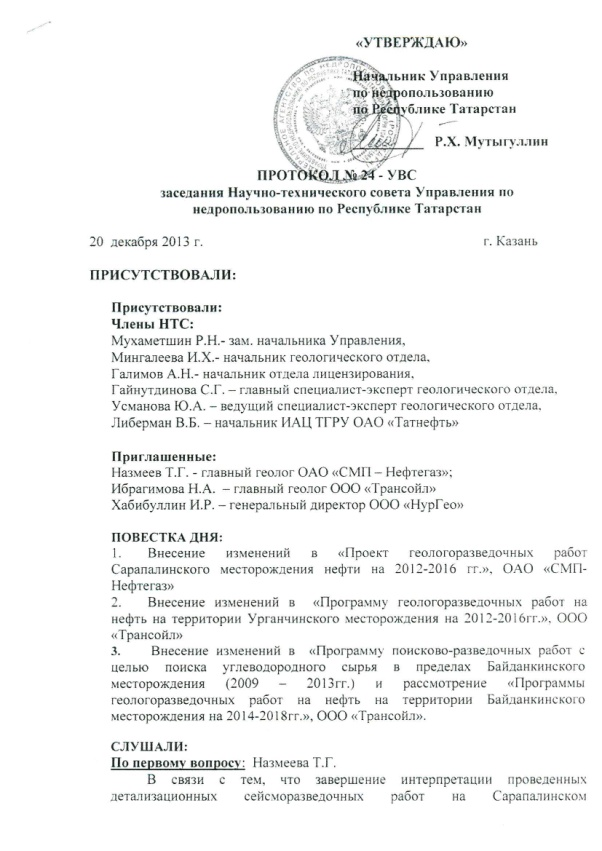 «УТВЕРЖДАЮ»
Начальник Управления
по недропользованию
по Республике Татарстан
Р.Х. Мутыгуллин
ПРОТОКОЛ № 24 - УВС
заседания Научно-технического совета Управления по
недропользованию по Республике Татарстан
20 декабря 2013 г. г. Казань
ПРИСУТСТВОВАЛИ:
Присутствовали:
Члены НТС:
Мухаметшин Р.Н.- зам. начальника Управления,
Мингалеева И.Х.- начальник геологического отдела,
Галимов А.Н.- начальник отдела лицензирования,
Гайнутдинова С.Г. – главный специалист-эксперт геологического отдела,
Усманова Ю.А. – ведущий специалист-эксперт геологического отдела,
Либерман В.Б. – начальник ИАЦ ТГРУ ОАО «Татнефть»
Приглашенные:
Назмеев Т.Г. - главный геолог ОАО «СМП – Нефтегаз»;
Ибрагимова Н.А. – главный геолог ООО «Трансойл»
Хабибуллин И.Р. – генеральный директор ООО «НурГео»
ПОВЕСТКА ДНЯ:
1. Внесение изменений в «Проект геологоразведочных работ
Сарапалинского месторождения нефти на 2012-2016 гг.», ОАО «СМП-
Нефтегаз»
2. Внесение изменений в «Программу геологоразведочных работ на
нефть на территории Урганчинского месторождения на 2012-2016гг.», ООО
«Трансойл»
3. Внесение изменений в «Программу поисково-разведочных работ с
целью поиска углеводородного сырья в пределах Байданкинского
месторождения (2009 – 2013гг.) и рассмотрение «Программы
геологоразведочных работ на нефть на территории Байданкинского
месторождения на 2014-2018гг.», ООО «Трансойл».
СЛУШАЛИ:
По первому вопросу: Назмеева Т.Г.
В связи с тем, что завершение интерпретации проведенных
детализационных сейсморазведочных работ на Сарапалинском